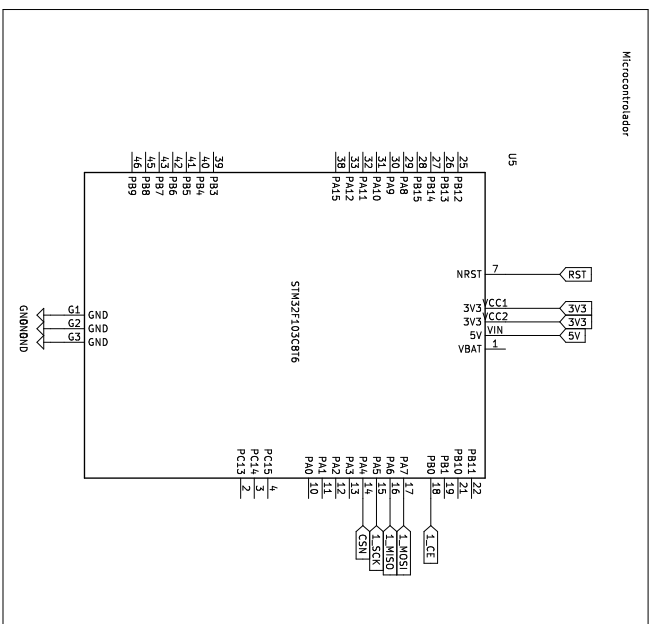 Microcontrolador
U5
25 PB12
26 PB13
27 PB14
28 PB15
29 PA8
30 PA9
31 PA10
32 PA11
33 PA12
38 PA15
39 PB3
40 PB4
41 PB5
42 PB6
43 PB7
45 PB8
46 PB9
STM32F103C8T6
NRST 7 RST
3V3 VCC1 3V3
3V3 VCC2 3V3
5V VIN 5V
VBAT 1
GND G1 GND
GND G2 GND
GND G3 GND
PB11 22
PB10 21
PB1 19
PB0 18 1_CE
PA7 17 1_MOSI
PA6 16 1_MISO
PA5 15 1_SCK
PA4 14 CSN
PA3 13
PA2 12
PA1 11
PA0 10
PC15 4
PC14 3
PC13 2